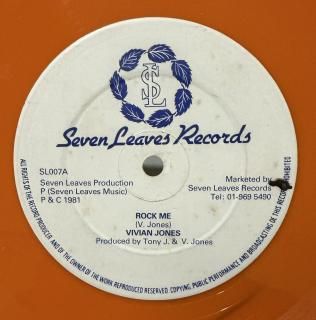 SL
Seven Leaves Records
SL007A
Seven Leaves Production
P (Seven Leaves Music)
P & C 1981
Marketed by
Seven Leaves Records
Tel: 01-969 5490
ROCK ME
(V. Jones)
VIVIAN JONES
Produced by Tony J. & V. Jones
ALL RIGHTS OF THE RECORD PRODUCER, AND OF THE OWNER OF THE WORK REPRODUCED RESERVED. COPYING, PUBLIC PERFORMANCE AND BROADCASTING OF THIS RECORD PROHIBITED